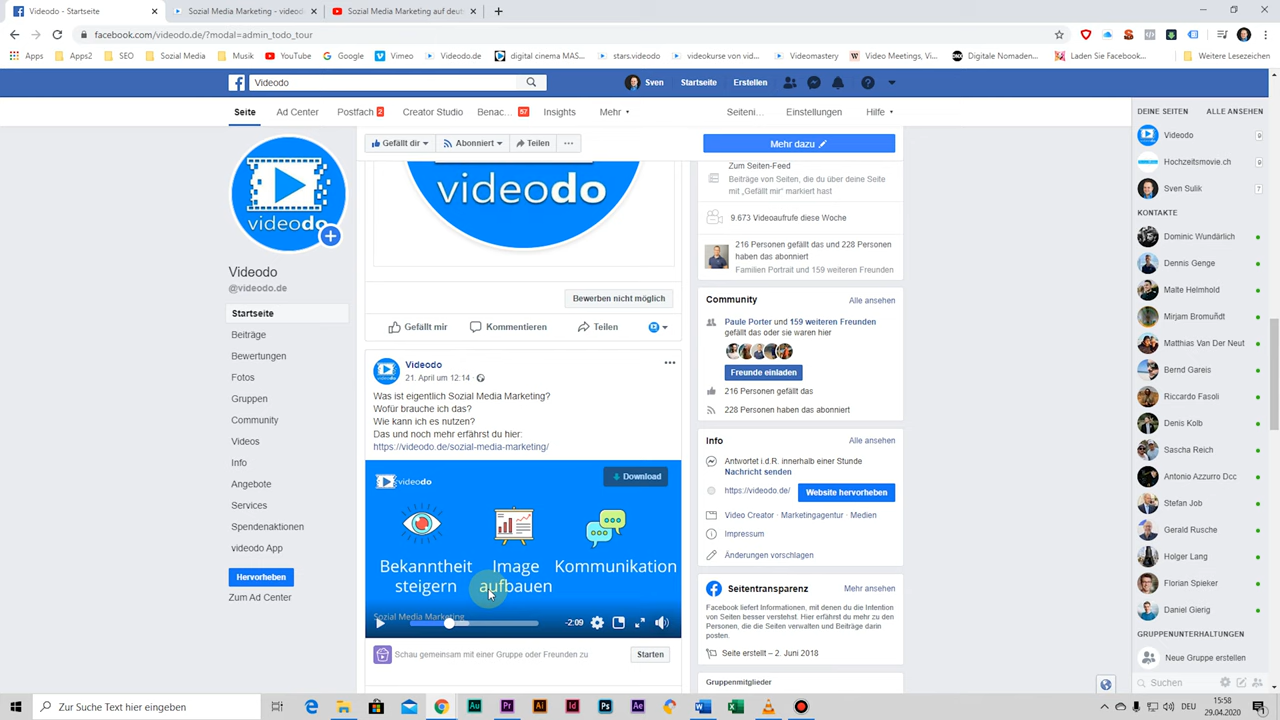 Videodo - Startseite
Sozial Media Marketing - videod
Sozial Media Marketing auf deut
facebook.com/videodo.de/?modal=admin_todo_tour
Apps
Apps2
SEO
Sozial Media
Musik
YouTube
Google
Vimeo
Videodo.de
digital cinema MAS...
stars.videodo
videokurse von vid...
Videomastery
Video Meetings, Vi...
Digitale Nomaden...
Laden Sie Facebook...
Weitere Lesezeichen
Videodo
Sven
Startseite
Erstellen
Seite
Ad Center
Postfach 2
Creator Studio
Benac... 57
Insights
Mehr
Seiteni...
Einstellungen
Hilfe
Gefällt dir
Abonniert
Teilen
Mehr dazu
videodo
Videodo
@videodo.de
Startseite
Beiträge
Bewertungen
Fotos
Gruppen
Community
Videos
Info
Angebote
Services
Spendenaktionen
videodo App
Hervorheben
Zum Ad Center
videodo
Bewerben nicht möglich
Gefällt mir
Kommentieren
Teilen
Videodo
21. April um 12:14
Was ist eigentlich Sozial Media Marketing?
Wofür brauche ich das?
Wie kann ich es nutzen?
Das und noch mehr erfährst du hier:
https://videodo.de/sozial-media-marketing/
videodo
Download
Bekanntheit steigern
Image aufbauen
Kommunikation
Sozial Media Marketing
-2:09
Schau gemeinsam mit einer Gruppe oder Freunden zu
Starten
Zum Seiten-Feed
Beiträge von Seiten, die du über deine Seite
mit „Gefällt mir" markiert hast
9.673 Videoaufrufe diese Woche
216 Personen gefällt das und 228 Personen
haben das abonniert
Familien Portrait und 159 weiteren Freunden
Community
Alle ansehen
Paule Porter und 159 weiteren Freunden
gefällt das oder sie waren hier
Freunde einladen
216 Personen gefällt das
228 Personen haben das abonniert
Info
Alle ansehen
Antwortet i.d.R. innerhalb einer Stunde
Nachricht senden
https://videodo.de/
Website hervorheben
Video Creator · Marketingagentur · Medien
Impressum
Änderungen vorschlagen
Seitentransparenz
Mehr ansehen
Facebook liefert Informationen, mit denen du die Intention
von Seiten besser verstehst. Hier erfährst du mehr zu den
Personen, die die Seiten verwalten und Beiträge darin
posten.
Seite erstellt – 2. Juni 2018
Gruppenmitglieder
DEINE SEITEN
ALLE ANSEHEN
Videodo 9
Hochzeitsmovie.ch 9
Sven Sulik 7
KONTAKTE
Dominic Wundärlich
Dennis Genge
Malte Helmhold
Mirjam Bromuñdt
Matthias Van Der Neut
Bernd Gareis
Riccardo Fasoli
Denis Kolb
Sascha Reich
Antonio Azzurro Dcc
Stefan Job
Gerald Rusche
Holger Lang
Florian Spieker
Daniel Gierig
GRUPPENUNTERHALTUNGEN
Neue Gruppe erstellen
Suchen
Zur Suche Text hier eingeben
DEU
15:58
29.04.2020